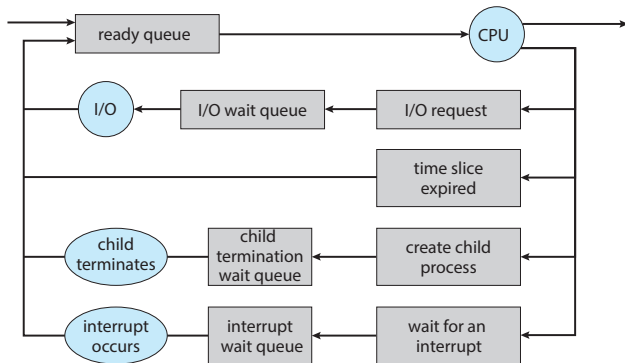 ready queue
CPU
I/O
I/O wait queue
I/O request
time slice
expired
child
terminates
child
termination
wait queue
create child
process
interrupt
occurs
interrupt
wait queue
wait for an
interrupt